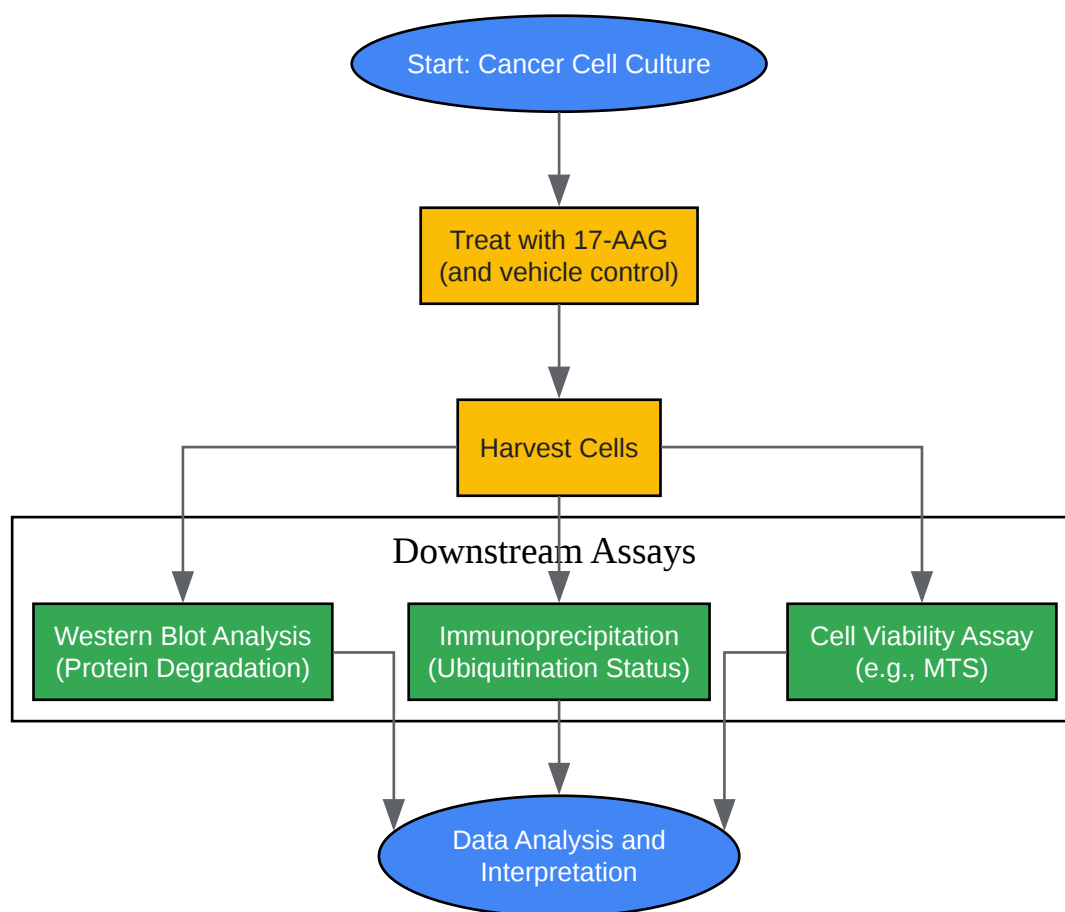 Start: Cancer Cell Culture
Treat with 17-AAG
(and vehicle control)
Harvest Cells
Downstream Assays
Western Blot Analysis
(Protein Degradation)
Immunoprecipitation
(Ubiquitination Status)
Cell Viability Assay
(e.g., MTS)
Data Analysis and
Interpretation